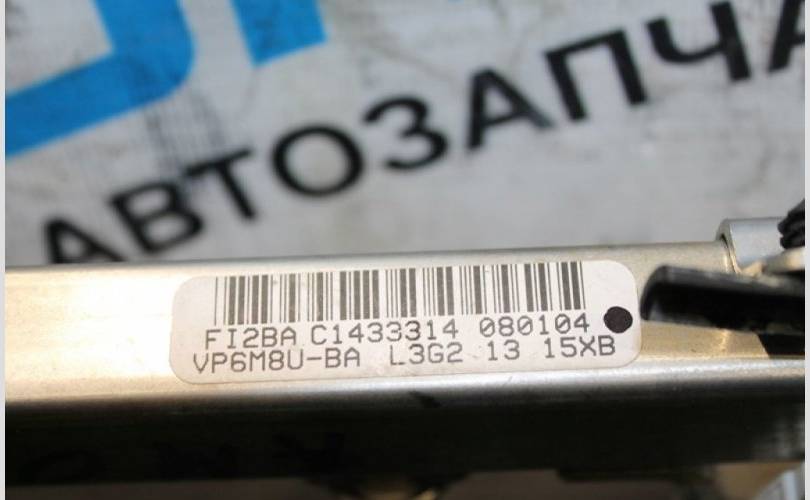 АВТОЗАПЧА
FI2BA C1433314 080104
VP6M8U-BA L3G2 13 15XB